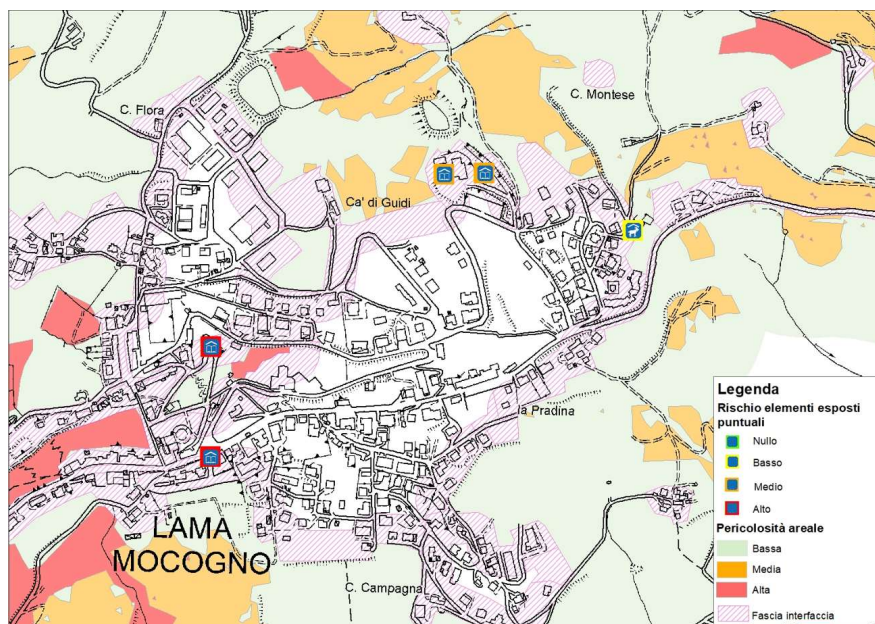 C. Flora
C. Montese
Ca' di Guidi
la Pradina
LAMA
MOCOGNO
C. Campagna
Legenda
Rischio elementi esposti
puntuali
Nullo
Basso
Medio
Alto
Pericolosità areale
Bassa
Media
Alta
Fascia interfaccia